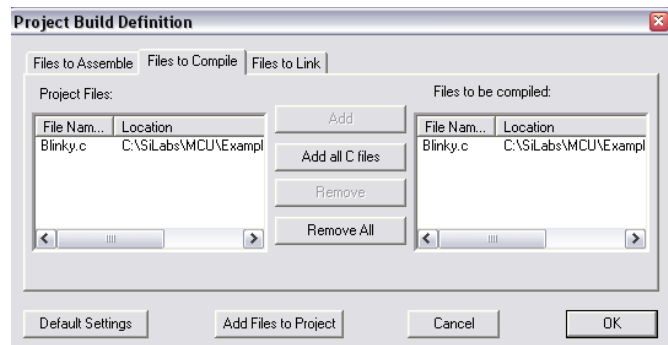 Project Build Definition
Files to Assemble Files to Compile Files to Link
Project Files:
Files to be compiled:
File Nam... Location
Blinky.c C:\SiLabs\MCU\Exampl
Add
Add all C files
Remove
Remove All
File Nam... Location
Blinky.c C:\SiLabs\MCU\Exampl
Default Settings Add Files to Project Cancel OK